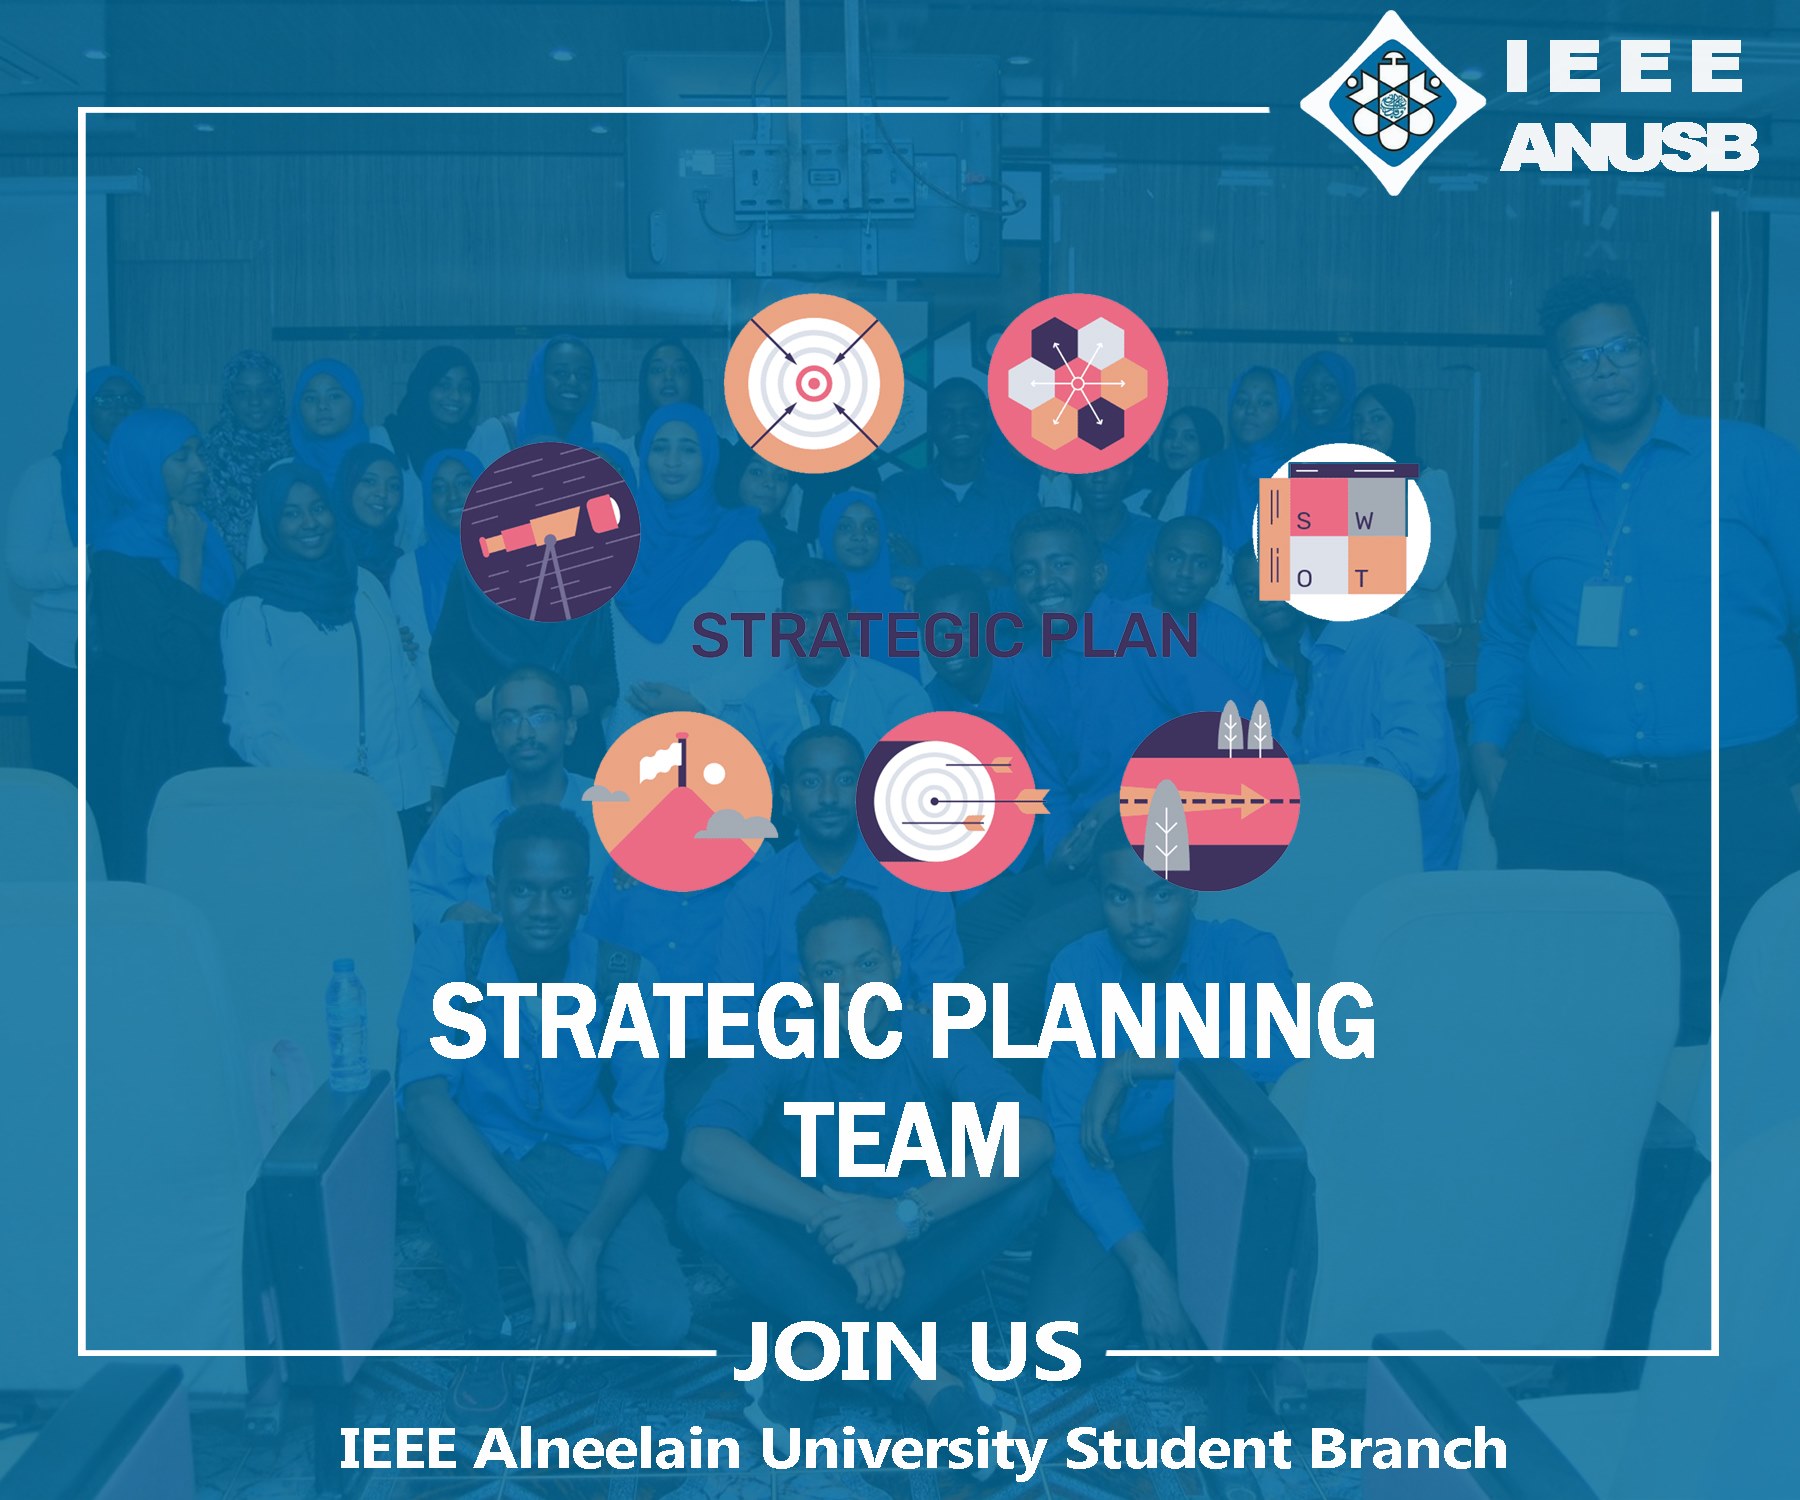 IEEE
ANUSB
S W
O T
STRATEGIC PLAN
STRATEGIC PLANNING
TEAM
JOIN US
IEEE Alneelain University Student Branch